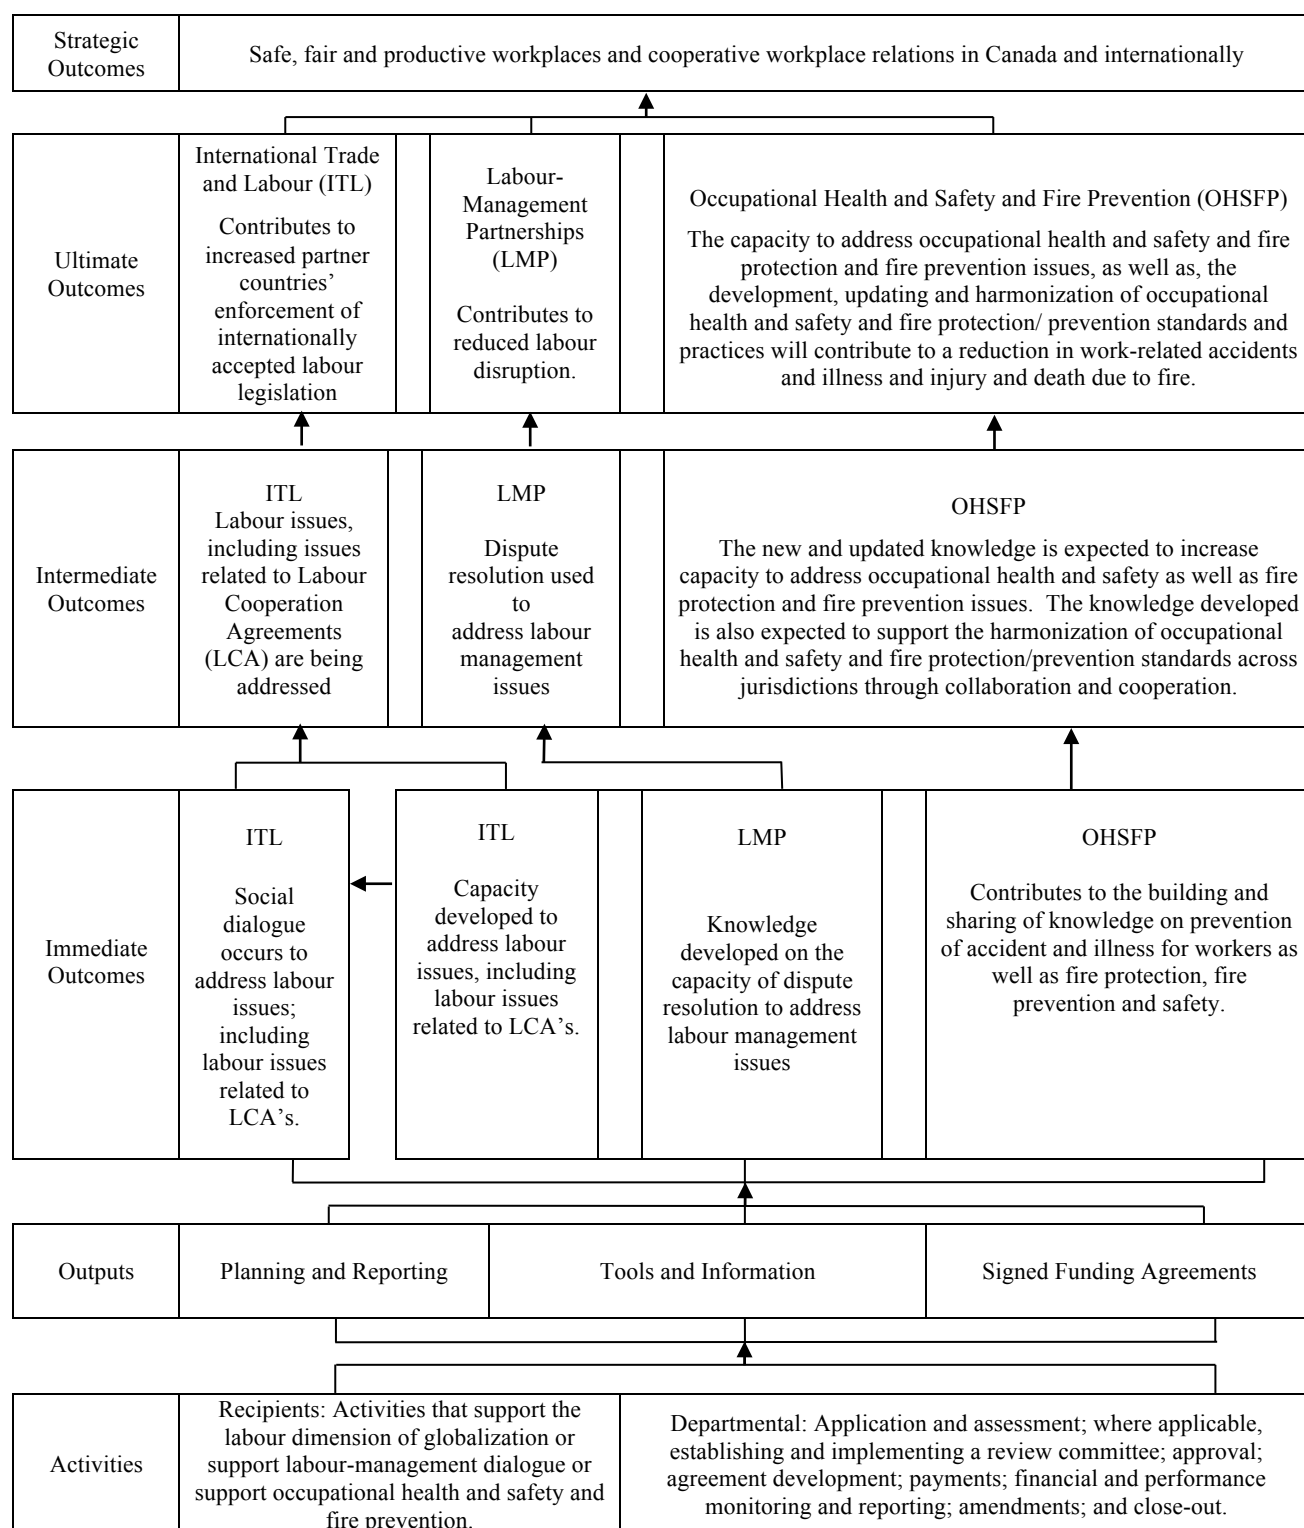 Strategic
Outcomes
Safe, fair and productive workplaces and cooperative workplace relations in Canada and internationally
Ultimate
Outcomes
International Trade
and Labour (ITL)
Contributes to
increased partner
countries’
enforcement of
internationally
accepted labour
legislation
Labour-
Management
Partnerships
(LMP)
Contributes to
reduced labour
disruption.
Occupational Health and Safety and Fire Prevention (OHSFP)
The capacity to address occupational health and safety and fire
protection and fire prevention issues, as well as, the
development, updating and harmonization of occupational
health and safety and fire protection/ prevention standards and
practices will contribute to a reduction in work-related accidents
and illness and injury and death due to fire.
Intermediate
Outcomes
ITL
Labour issues,
including issues
related to Labour
Cooperation
Agreements
(LCA) are being
addressed
LMP
Dispute
resolution used
to
address labour
management
issues
OHSFP
The new and updated knowledge is expected to increase
capacity to address occupational health and safety as well as fire
protection and fire prevention issues.  The knowledge developed
is also expected to support the harmonization of occupational
health and safety and fire protection/prevention standards across
jurisdictions through collaboration and cooperation.
Immediate
Outcomes
ITL
Social
dialogue
occurs to
address labour
issues;
including
labour issues
related to
LCA’s.
ITL
Capacity
developed to
address labour
issues, including
labour issues
related to LCA’s.
LMP
Knowledge
developed on the
capacity of dispute
resolution to address
labour management
issues
OHSFP
Contributes to the building and
sharing of knowledge on prevention
of accident and illness for workers as
well as fire protection, fire
prevention and safety.
Outputs
Planning and Reporting
Tools and Information
Signed Funding Agreements
Activities
Recipients: Activities that support the
labour dimension of globalization or
support labour-management dialogue or
support occupational health and safety and
fire prevention.
Departmental: Application and assessment; where applicable,
establishing and implementing a review committee; approval;
agreement development; payments; financial and performance
monitoring and reporting; amendments; and close-out.